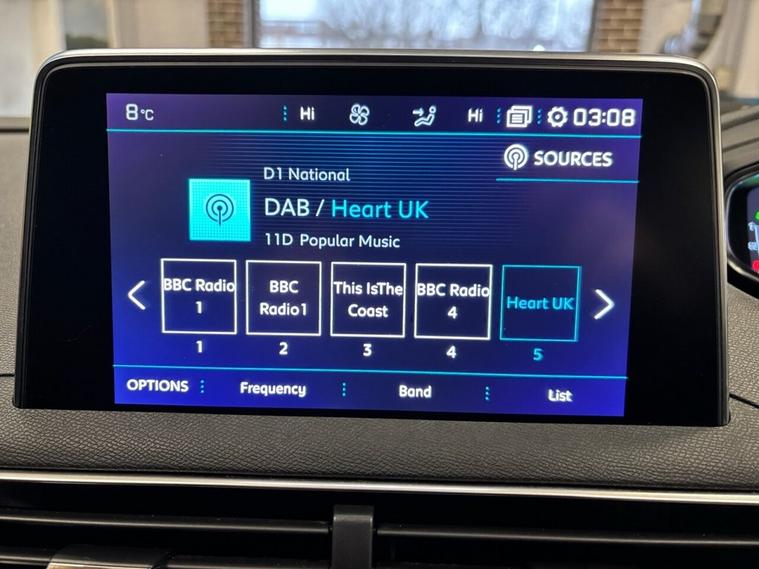 8°C Hi Hi 03:08
SOURCES
D1 National
DAB / Heart UK
11D Popular Music
BBC Radio
1
BBC
Radio1
This IsThe
Coast
BBC Radio
4
Heart UK
1 2 3 4 5
OPTIONS Frequency Band List